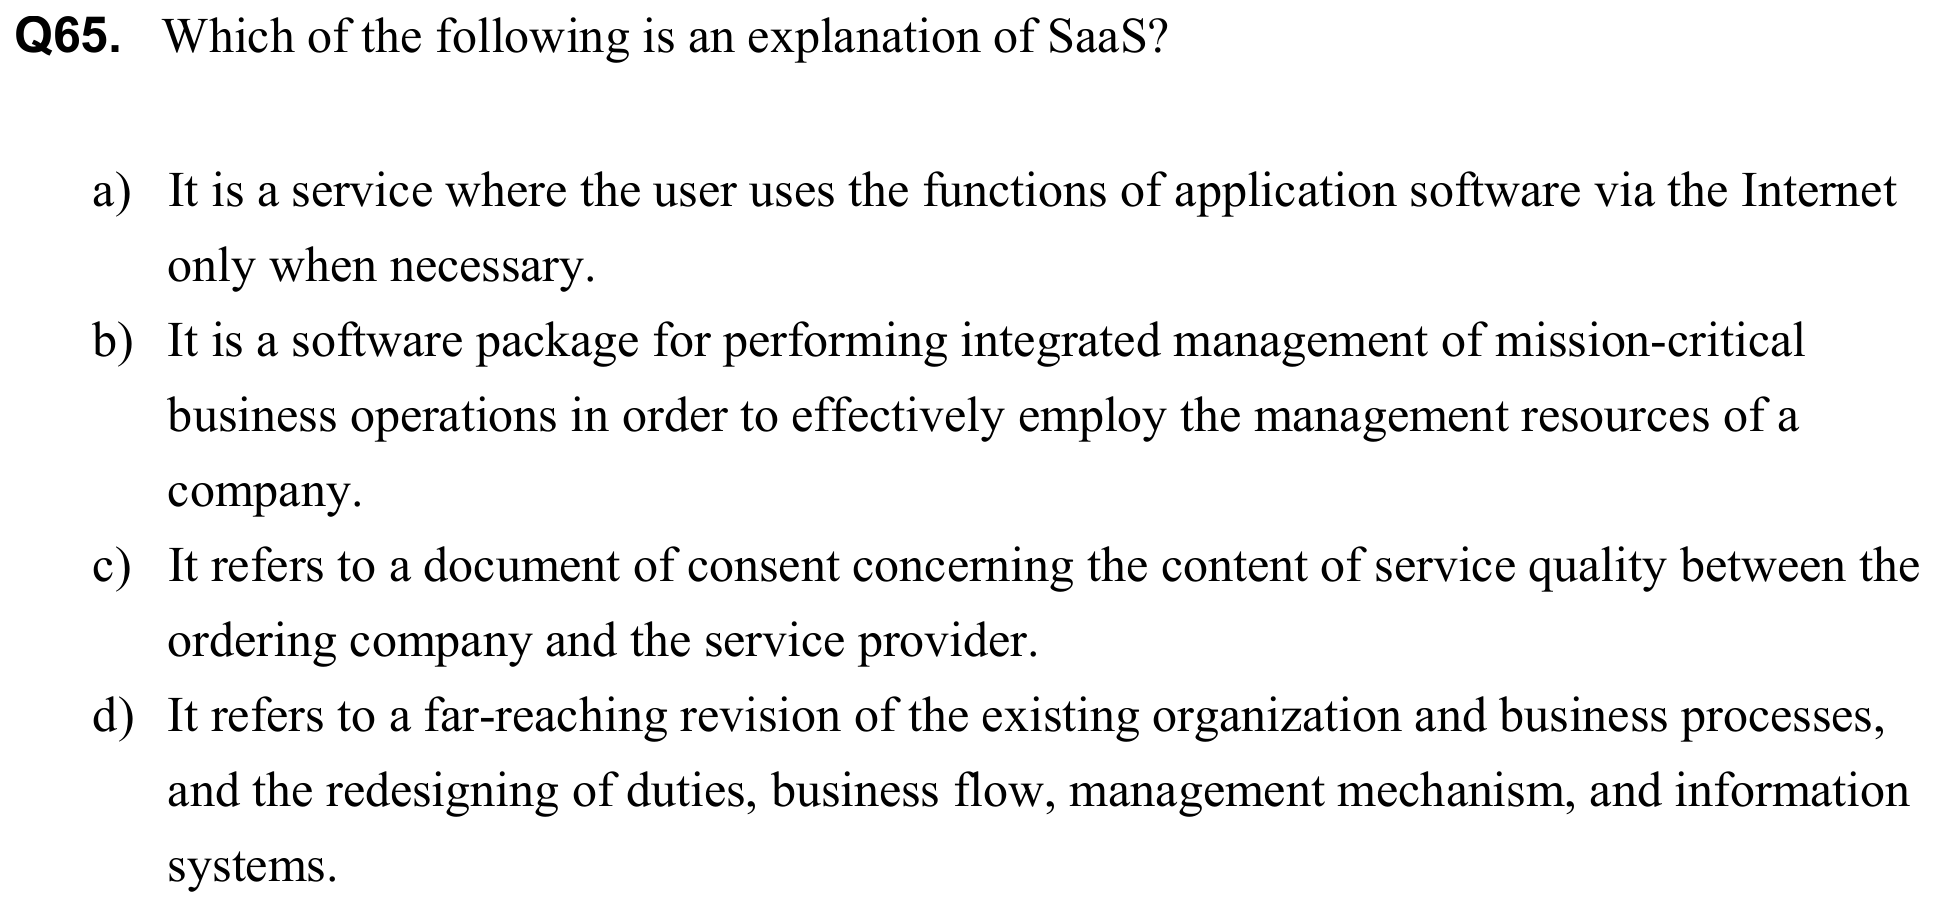 Q65. Which of the following is an explanation of SaaS?
a) It is a service where the user uses the functions of application software via the Internet
only when necessary.
b) It is a software package for performing integrated management of mission-critical
business operations in order to effectively employ the management resources of a
company.
c) It refers to a document of consent concerning the content of service quality between the
ordering company and the service provider.
d) It refers to a far-reaching revision of the existing organization and business processes,
and the redesigning of duties, business flow, management mechanism, and information
systems.